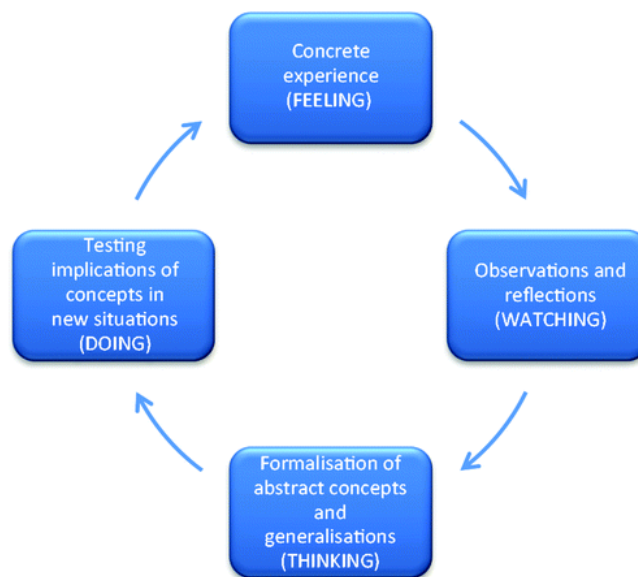 Concrete
experience
(FEELING)
Observations and
reflections
(WATCHING)
Formalisation of
abstract concepts
and
generalisations
(THINKING)
Testing
implications of
concepts in
new situations
(DOING)